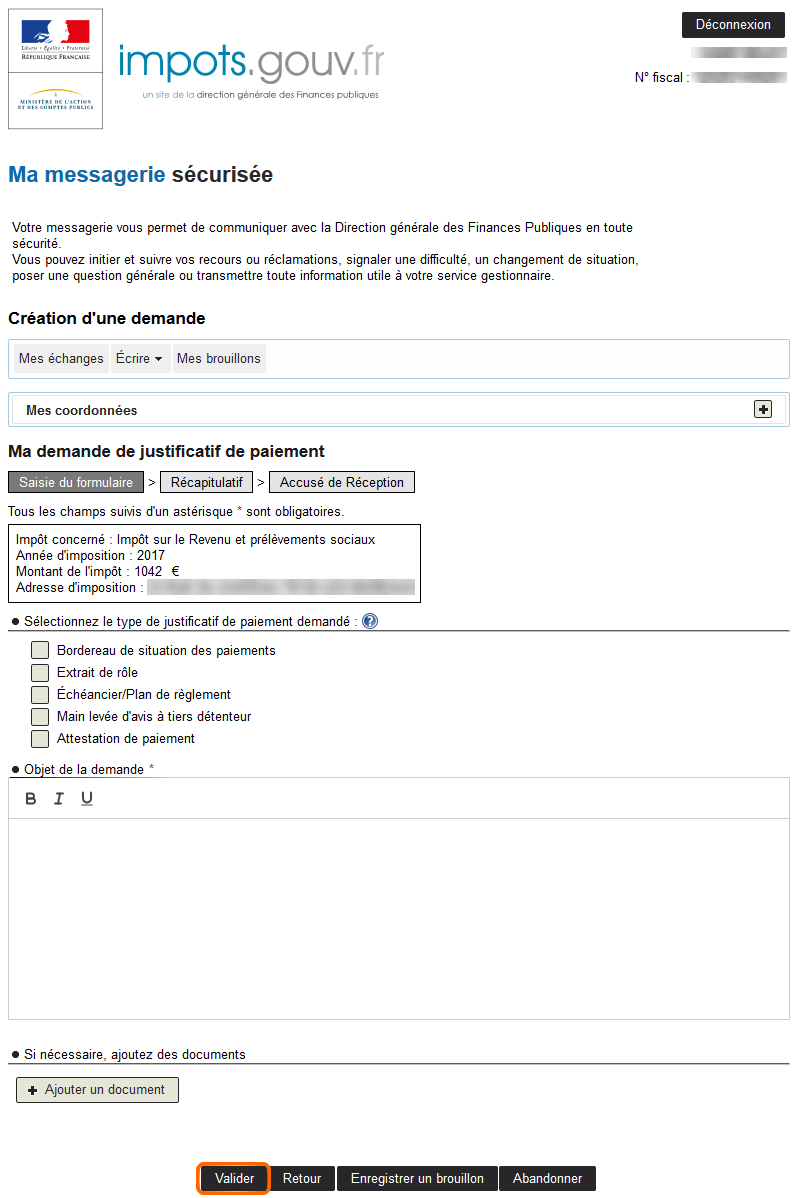 Liberté • Égalité • Fraternité
RÉPUBLIQUE FRANÇAISE
MINISTÈRE DE L'ACTION
ET DES COMPTES PUBLICS
impots.gouv.fr
un site de la direction générale des Finances publiques
Déconnexion
N° fiscal :
Ma messagerie sécurisée
Votre messagerie vous permet de communiquer avec la Direction générale des Finances Publiques en toute
sécurité.
Vous pouvez initier et suivre vos recours ou réclamations, signaler une difficulté, un changement de situation,
poser une question générale ou transmettre toute information utile à votre service gestionnaire.
Création d'une demande
Mes échanges Écrire Mes brouillons
Mes coordonnées
Ma demande de justificatif de paiement
Saisie du formulaire > Récapitulatif > Accusé de Réception
Tous les champs suivis d'un astérisque * sont obligatoires.
Impôt concerné : Impôt sur le Revenu et prélèvements sociaux
Année d'imposition : 2017
Montant de l'impôt : 1042 €
Adresse d'imposition :
● Sélectionnez le type de justificatif de paiement demandé : ?
Bordereau de situation des paiements
Extrait de rôle
Échéancier/Plan de règlement
Main levée d'avis à tiers détenteur
Attestation de paiement
● Objet de la demande *
B I U
● Si nécessaire, ajoutez des documents
+ Ajouter un document
Valider Retour Enregistrer un brouillon Abandonner